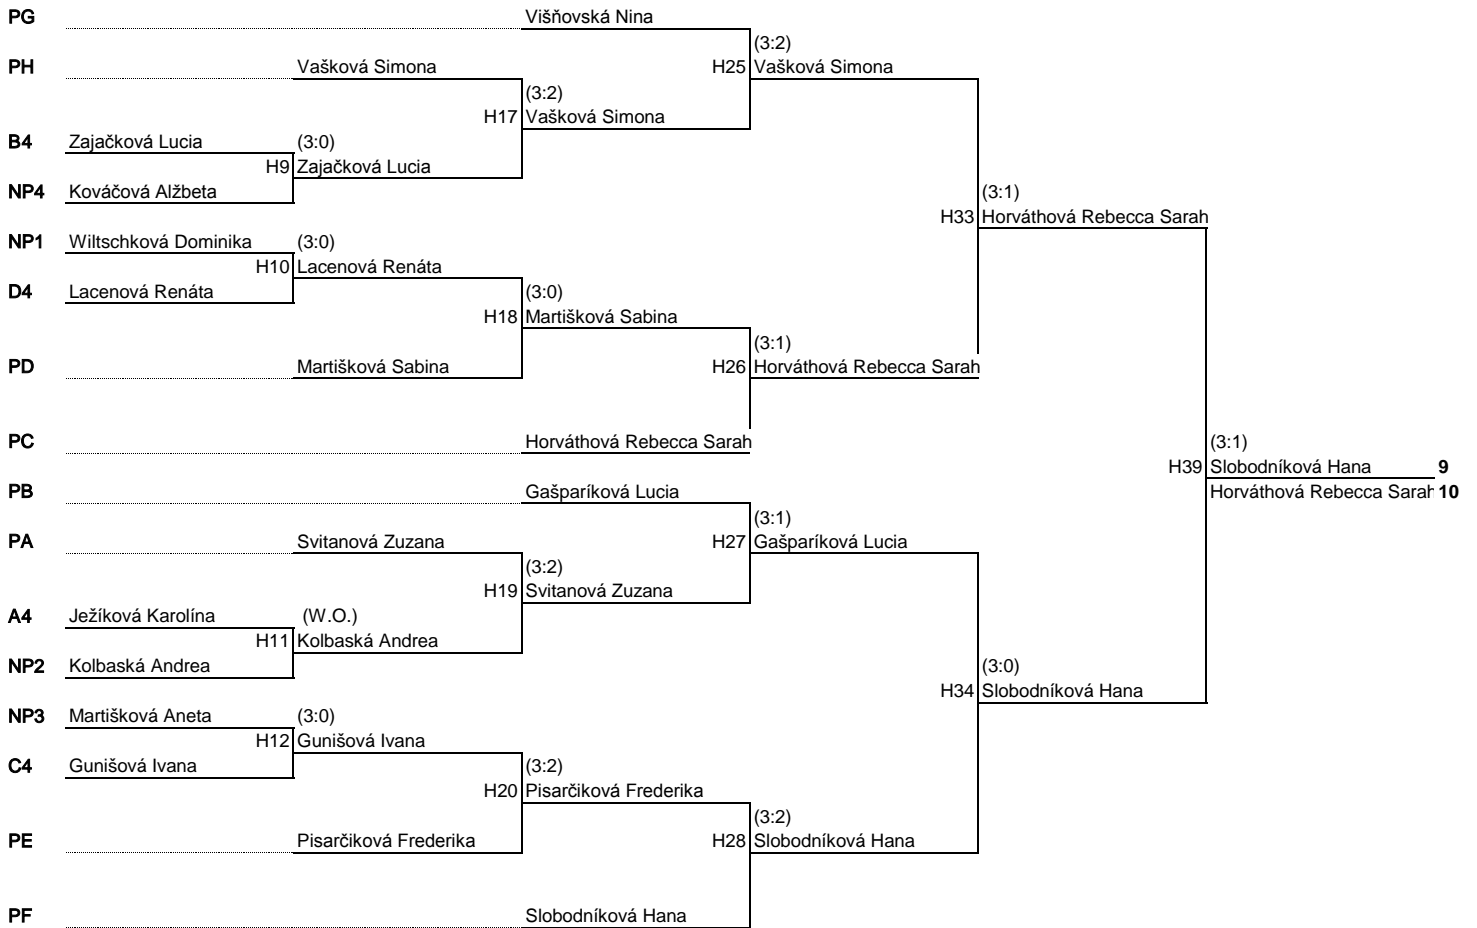 PG Višňovská Nina
(3:2)
PH Vašková Simona H25 Vašková Simona
(3:2)
H17 Vašková Simona
B4 Zajačková Lucia (3:0)
H9 Zajačková Lucia
NP4 Kováčová Alžbeta (3:1)
H33 Horváthová Rebecca Sarah
NP1 Wiltschková Dominika (3:0)
H10 Lacenová Renáta
D4 Lacenová Renáta (3:0)
H18 Martišková Sabina
(3:1)
PD Martišková Sabina H26 Horváthová Rebecca Sarah
PC Horváthová Rebecca Sarah (3:1)
H39 Slobodníková Hana 9
PB Gašparíková Lucia Horváthová Rebecca Sarah 10
(3:1)
PA Svitanová Zuzana H27 Gašparíková Lucia
(3:2)
H19 Svitanová Zuzana
A4 Ježíková Karolína (W.O.)
H11 Kolbaská Andrea
NP2 Kolbaská Andrea (3:0)
H34 Slobodníková Hana
NP3 Martišková Aneta (3:0)
H12 Gunišová Ivana
C4 Gunišová Ivana (3:2)
H20 Pisarčiková Frederika
(3:2)
PE Pisarčiková Frederika H28 Slobodníková Hana
PF Slobodníková Hana